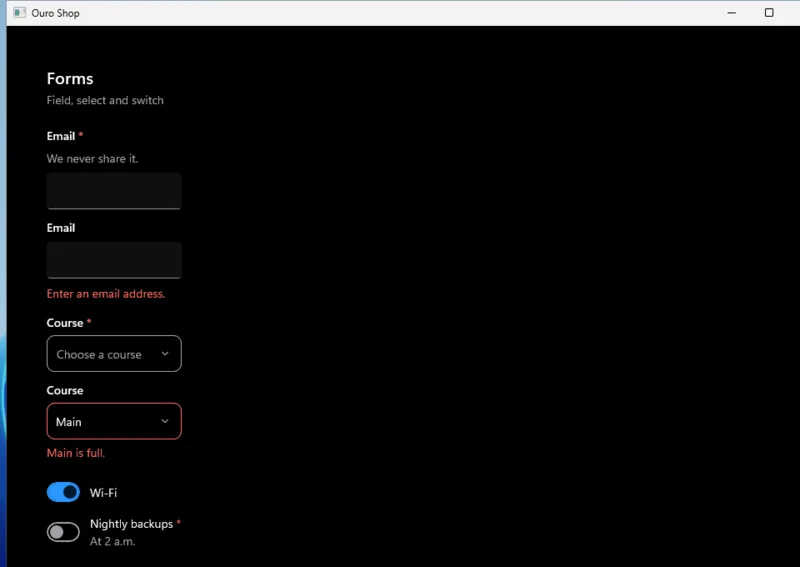 Ouro Shop
Forms
Field, select and switch
Email *
We never share it.
Email
Enter an email address.
Course *
Choose a course
Course
Main
Main is full.
Wi-Fi
Nightly backups *
At 2 a.m.